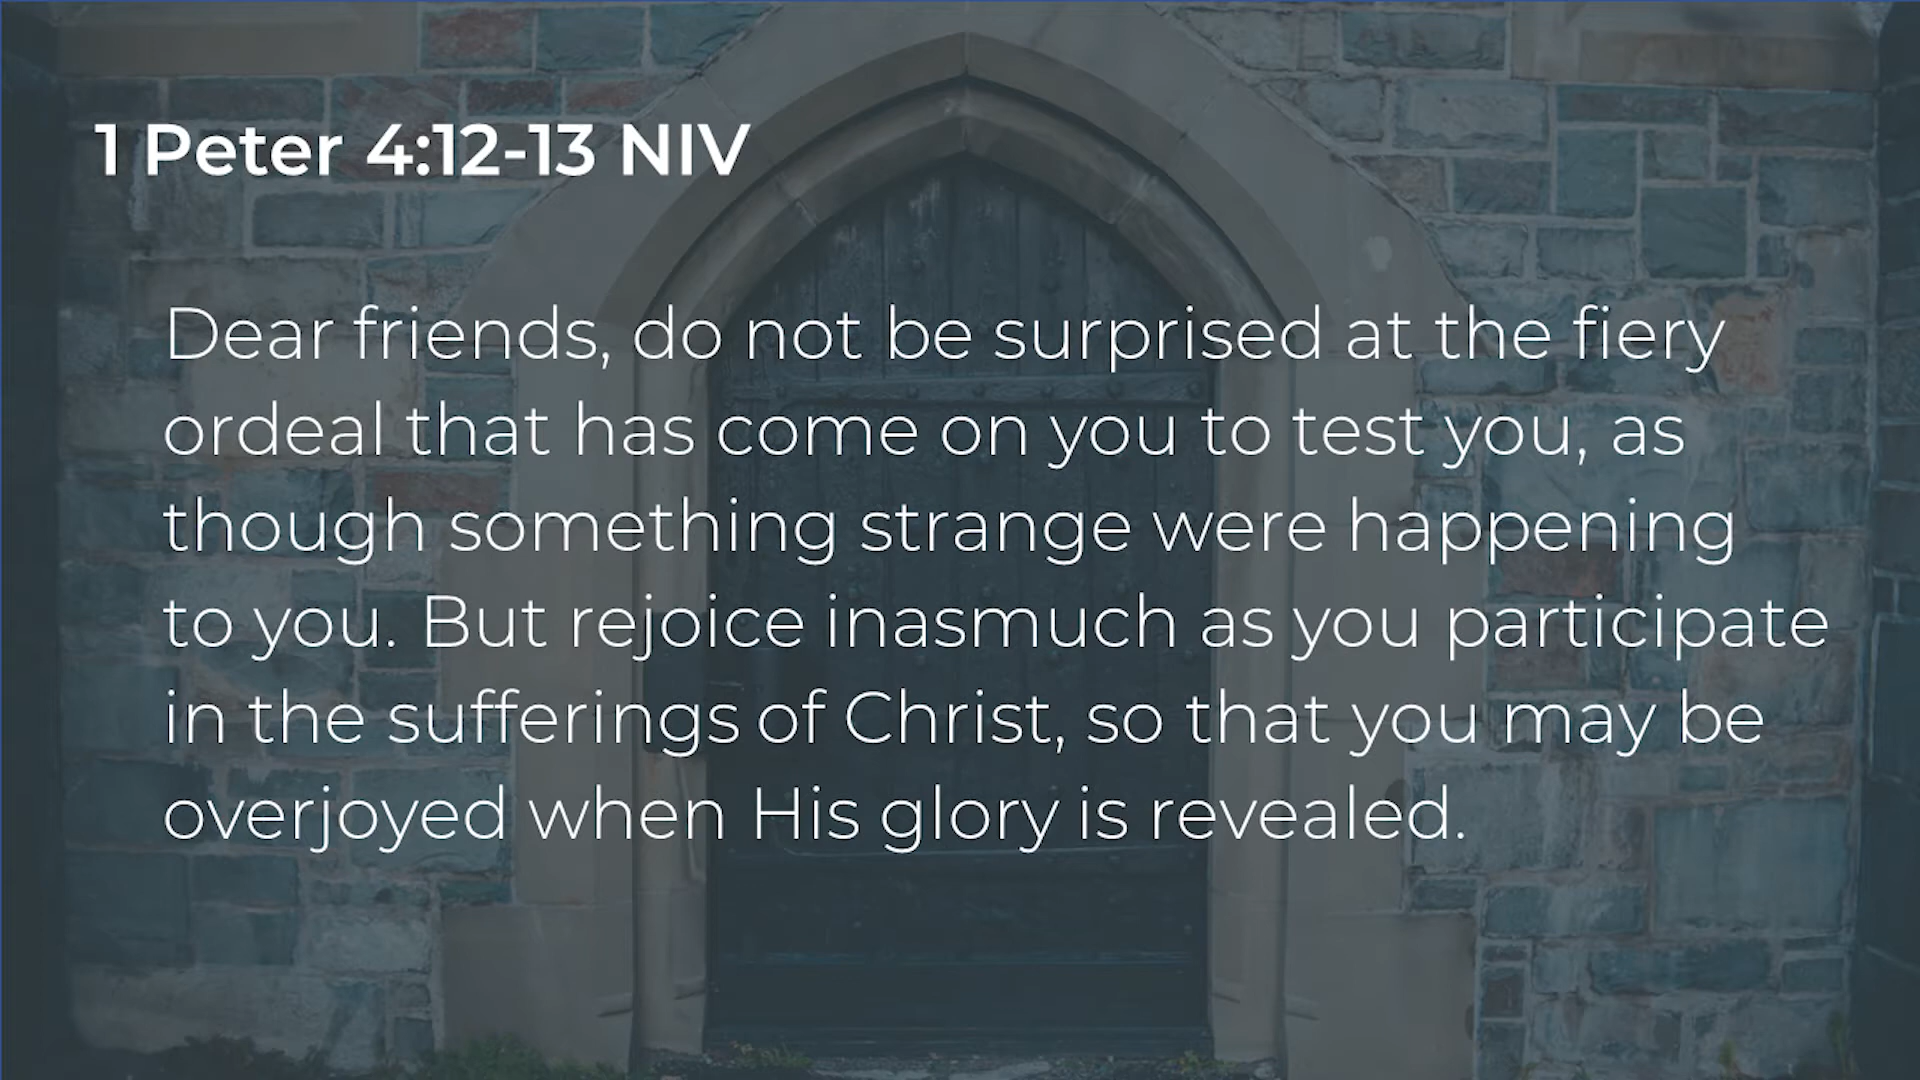 1 Peter 4:12-13 NIV
Dear friends, do not be surprised at the fiery
ordeal that has come on you to test you, as
though something strange were happening
to you. But rejoice inasmuch as you participate
in the sufferings of Christ, so that you may be
overjoyed when His glory is revealed.